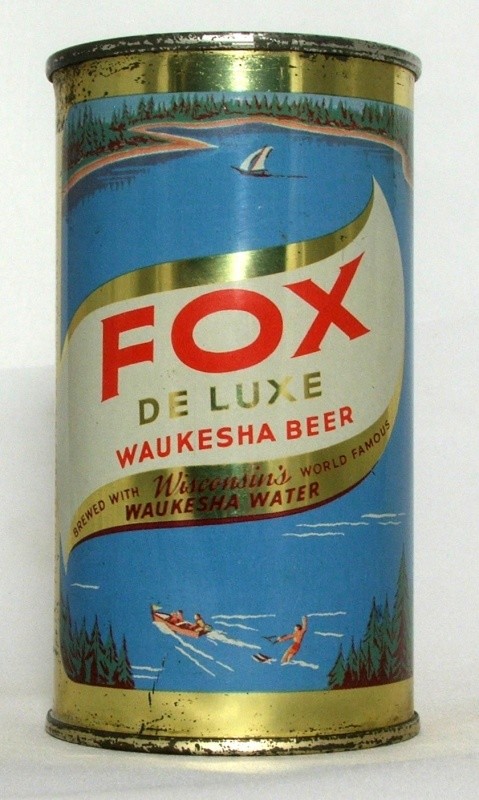 FOX
DE LUXE
WAUKESHA BEER
BREWED WITH Wisconsin's WORLD FAMOUS
WAUKESHA WATER